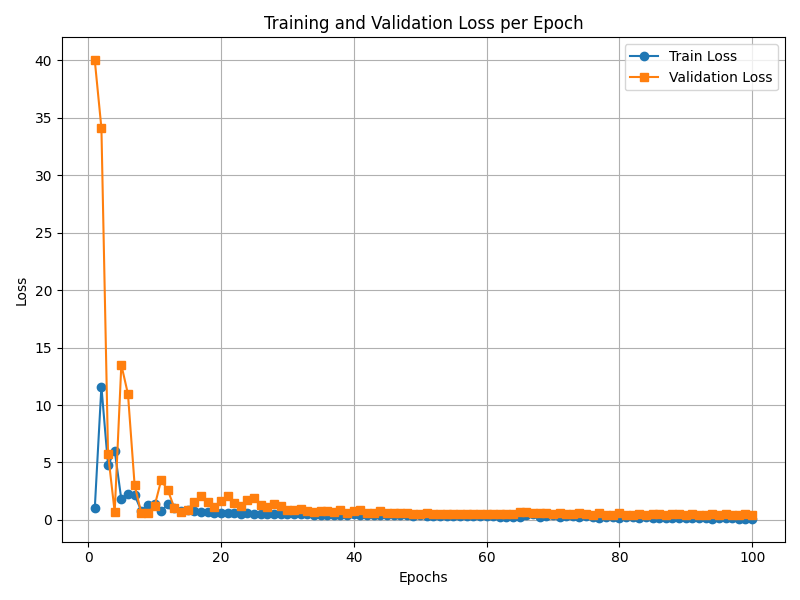 Training and Validation Loss per Epoch
Train Loss
Validation Loss
Loss
40
35
30
25
20
15
10
5
0
0 20 40 60 80 100
Epochs